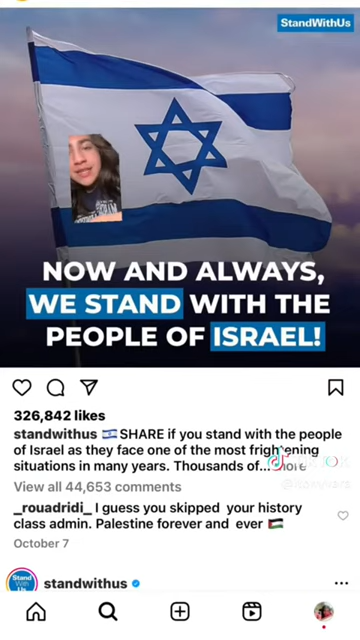 StandWithUs
NOW AND ALWAYS,
WE STAND WITH THE
PEOPLE OF ISRAEL!
326,842 likes
standwithus 🇮🇱SHARE if you stand with the people
of Israel as they face one of the most frightening
situations in many years. Thousands of... more
View all 44,653 comments
_rouadridi_ I guess you skipped your history
class admin. Palestine forever and ever 🇵🇸
October 7
Stand With Us
standwithus